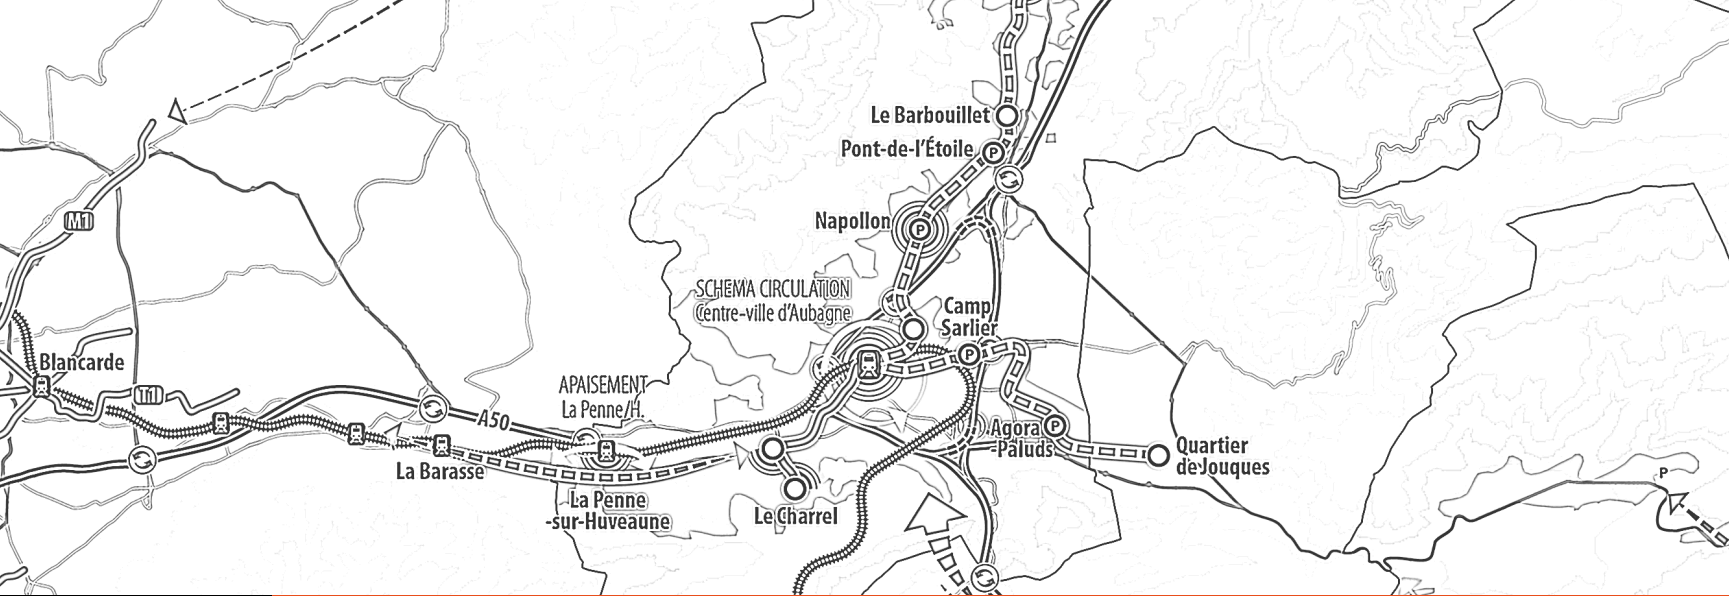 Le Barbouillet
P
Pont-de-l'Étoile
M1
Napollon
P
SCHEMA CIRCULATION
Centre-ville d'Aubagne
Camp
Sarlier
P
Blancarde
T1
APAISEMENT
La Penne/H.
A50
Agora
-Paluds
P
La Barasse
Quartier
de Jouques
P
La Penne
-sur-Huveaune
Le Charrel